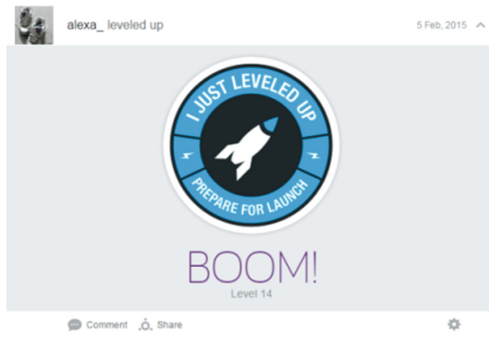 alexa_ leveled up
5 Feb, 2015
I JUST LEVELED UP
PREPARE FOR LAUNCH
BOOM!
Level 14
Comment Share